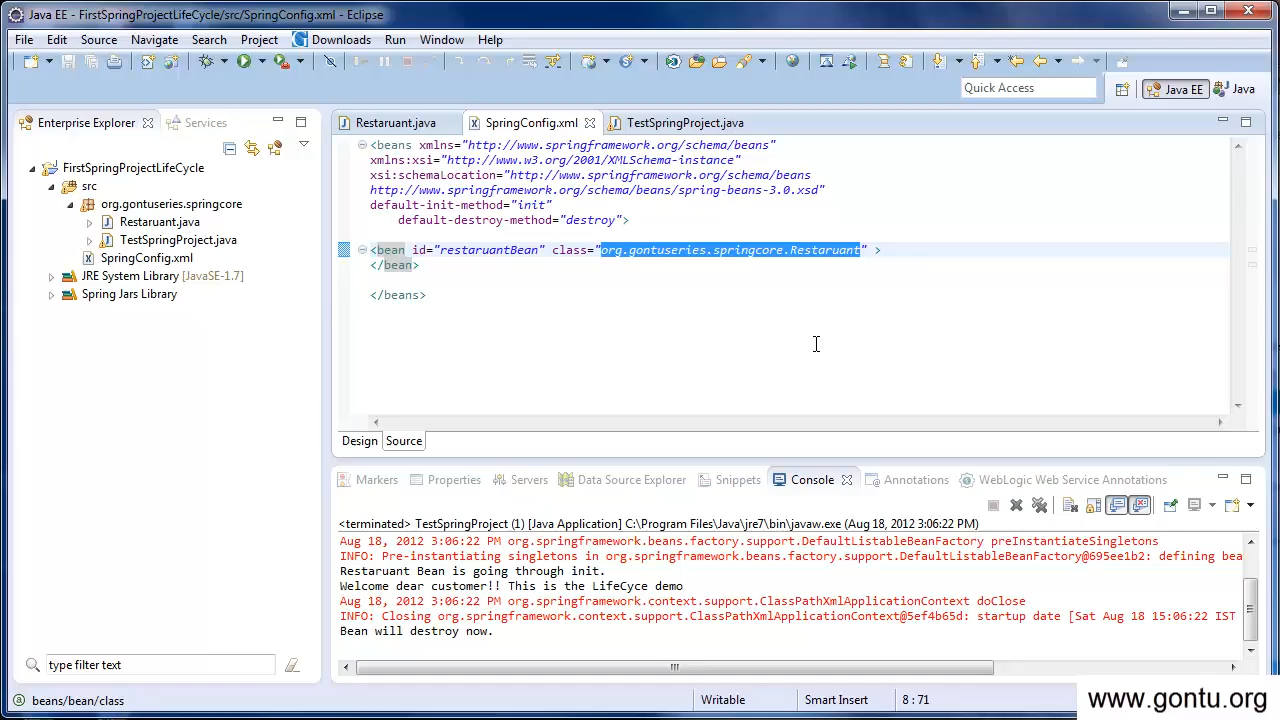 Java EE - FirstSpringProjectLifeCycle/src/SpringConfig.xml - Eclipse
File Edit Source Navigate Search Project Downloads Run Window Help
Quick Access
Java EE
Java
Enterprise Explorer
Services
Restaruant.java
SpringConfig.xml
TestSpringProject.java
FirstSpringProjectLifeCycle
src
org.gontuseries.springcore
Restaruant.java
TestSpringProject.java
SpringConfig.xml
JRE System Library [JavaSE-1.7]
Spring Jars Library
type filter text
<beans xmlns="http://www.springframework.org/schema/beans"
xmlns:xsi="http://www.w3.org/2001/XMLSchema-instance"
xsi:schemaLocation="http://www.springframework.org/schema/beans
http://www.springframework.org/schema/beans/spring-beans-3.0.xsd"
default-init-method="init"
default-destroy-method="destroy">
<bean id="restaruantBean" class="org.gontuseries.springcore.Restaruant" >
</bean>
</beans>
Design Source
Markers Properties Servers Data Source Explorer Snippets Console Annotations WebLogic Web Service Annotations
<terminated> TestSpringProject (1) [Java Application] C:\Program Files\Java\jre7\bin\javaw.exe (Aug 18, 2012 3:06:22 PM)
Aug 18, 2012 3:06:22 PM org.springframework.beans.factory.support.DefaultListableBeanFactory preInstantiateSingletons
INFO: Pre-instantiating singletons in org.springframework.beans.factory.support.DefaultListableBeanFactory@695ee1b2: defining bea
Restaruant Bean is going through init.
Welcome dear customer!! This is the LifeCyce demo
Aug 18, 2012 3:06:22 PM org.springframework.context.support.ClassPathXmlApplicationContext doClose
INFO: Closing org.springframework.context.support.ClassPathXmlApplicationContext@5ef4b65d: startup date [Sat Aug 18 15:06:22 IST
Bean will destroy now.
beans/bean/class
Writable
Smart Insert
8 : 71
www.gontu.org